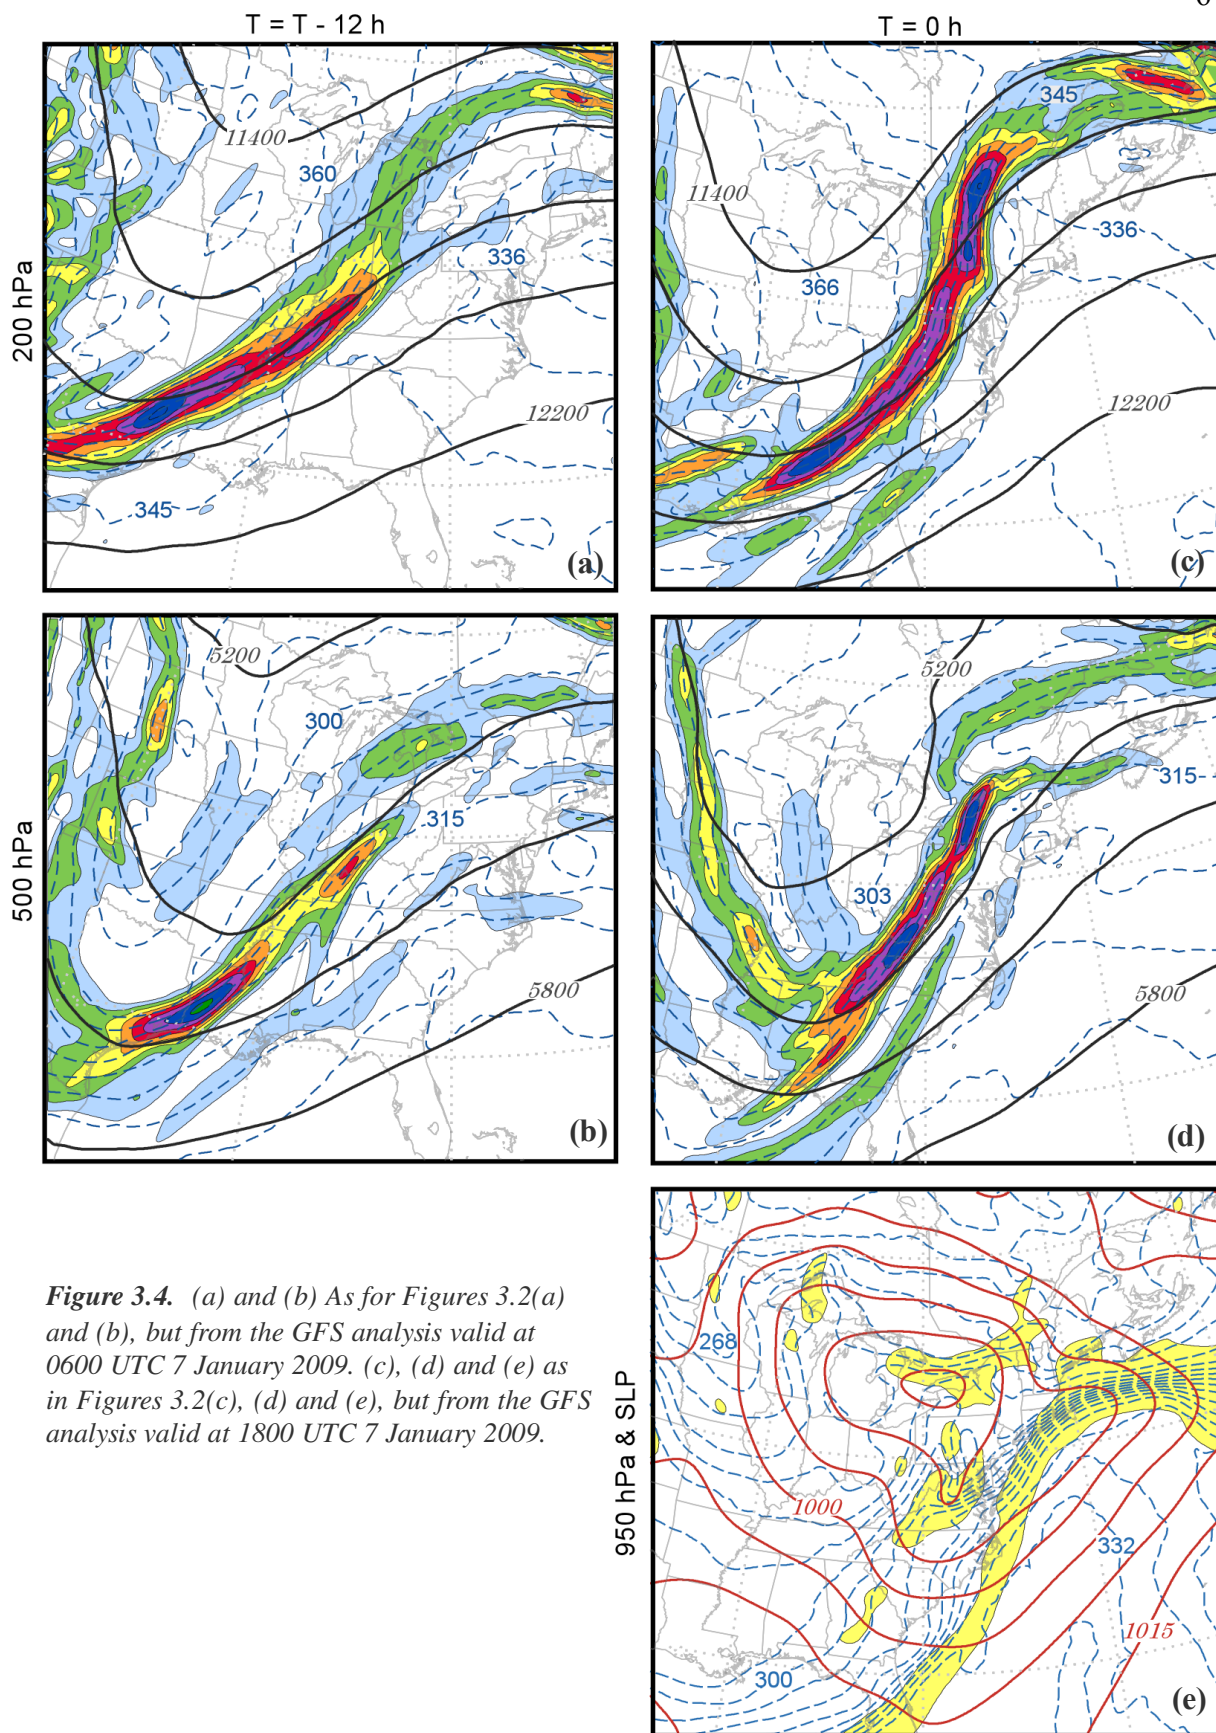 T = T - 12 h
T = 0 h
200 hPa
11400
360
336
12200
345
(a)
345
11400
336
366
12200
(c)
500 hPa
5200
300
315
5800
(b)
5200
315
303
5800
(d)
Figure 3.4. (a) and (b) As for Figures 3.2(a)
and (b), but from the GFS analysis valid at
0600 UTC 7 January 2009. (c), (d) and (e) as
in Figures 3.2(c), (d) and (e), but from the GFS
analysis valid at 1800 UTC 7 January 2009.
950 hPa & SLP
268
1000
332
1015
300
(e)